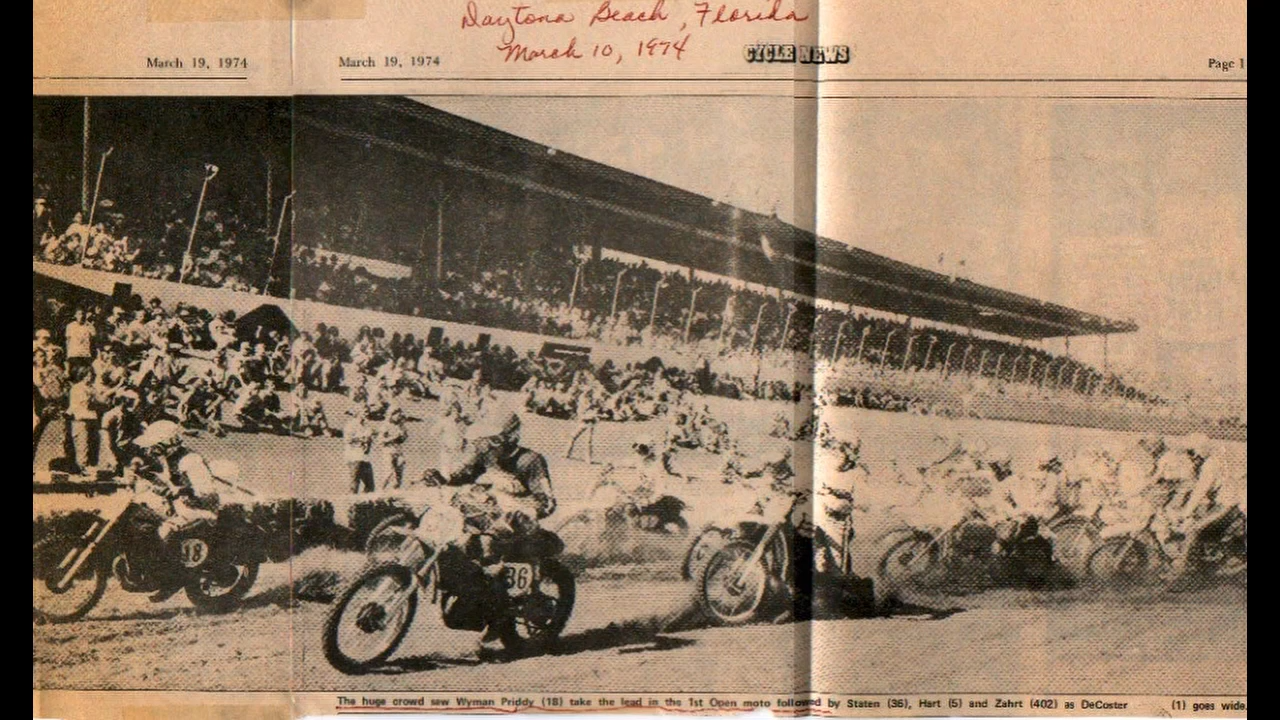 Daytona Beach, Florida
March 10, 1974
March 19, 1974
March 19, 1974
CYCLE NEWS
Page 1
18
36
The huge crowd saw Wyman Priddy (18) take the lead in the 1st Open moto followed by Staten (36), Hart (5) and Zahrt (402) as DeCoster (1) goes wide.